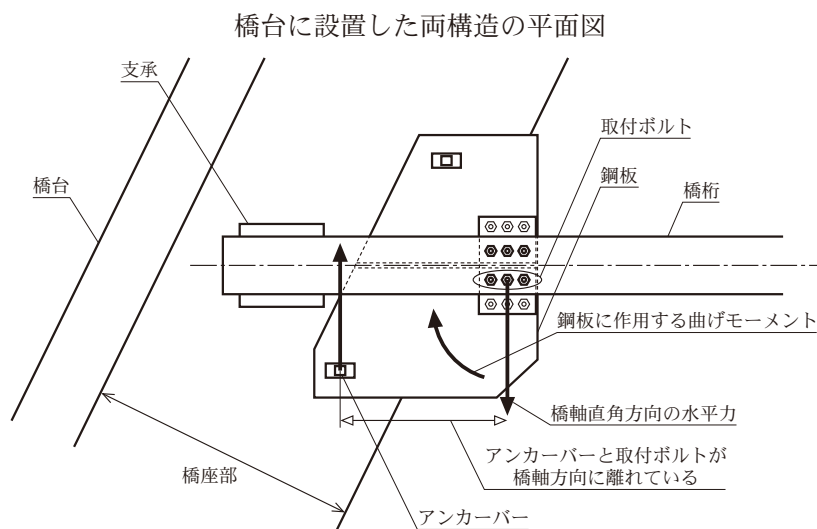 橋台に設置した両構造の平面図
支承
取付ボルト
鋼板
橋桁
橋台
鋼板に作用する曲げモーメント
橋軸直角方向の水平力
アンカーバーと取付ボルトが
橋軸方向に離れている
橋座部
アンカーバー